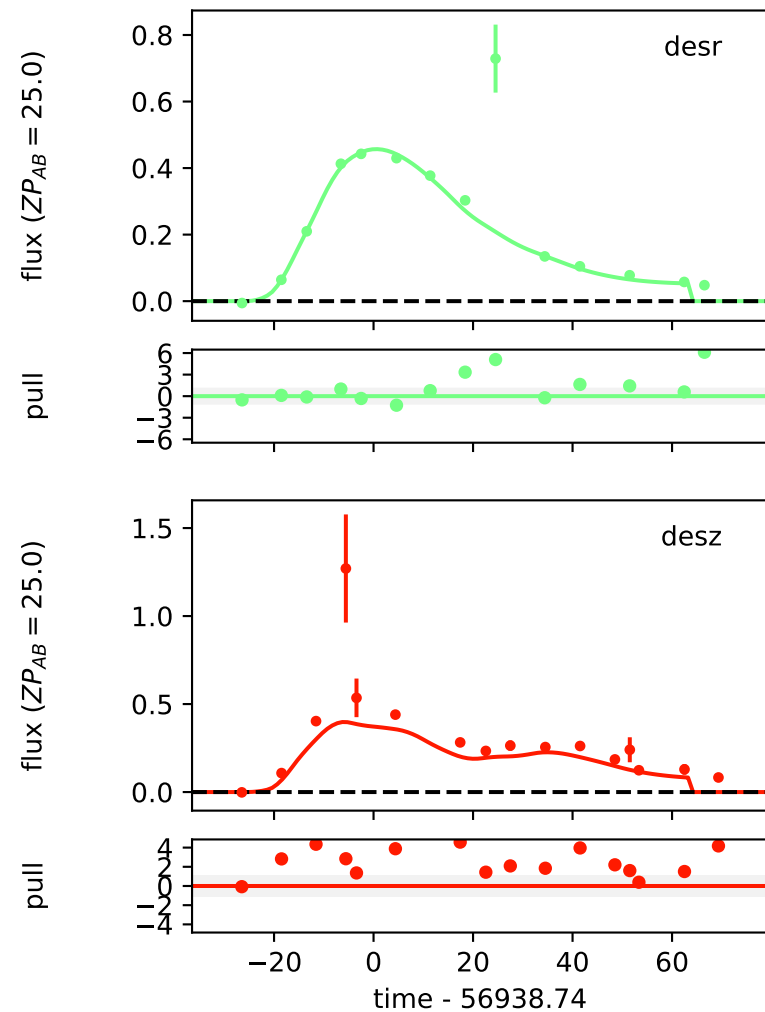 desr
flux (ZP_AB = 25.0)
0.8
0.6
0.4
0.2
0.0
pull
6
3
0
−3
−6
desz
flux (ZP_AB = 25.0)
1.5
1.0
0.5
0.0
pull
4
2
0
−2
−4
−20 0 20 40 60
time - 56938.74